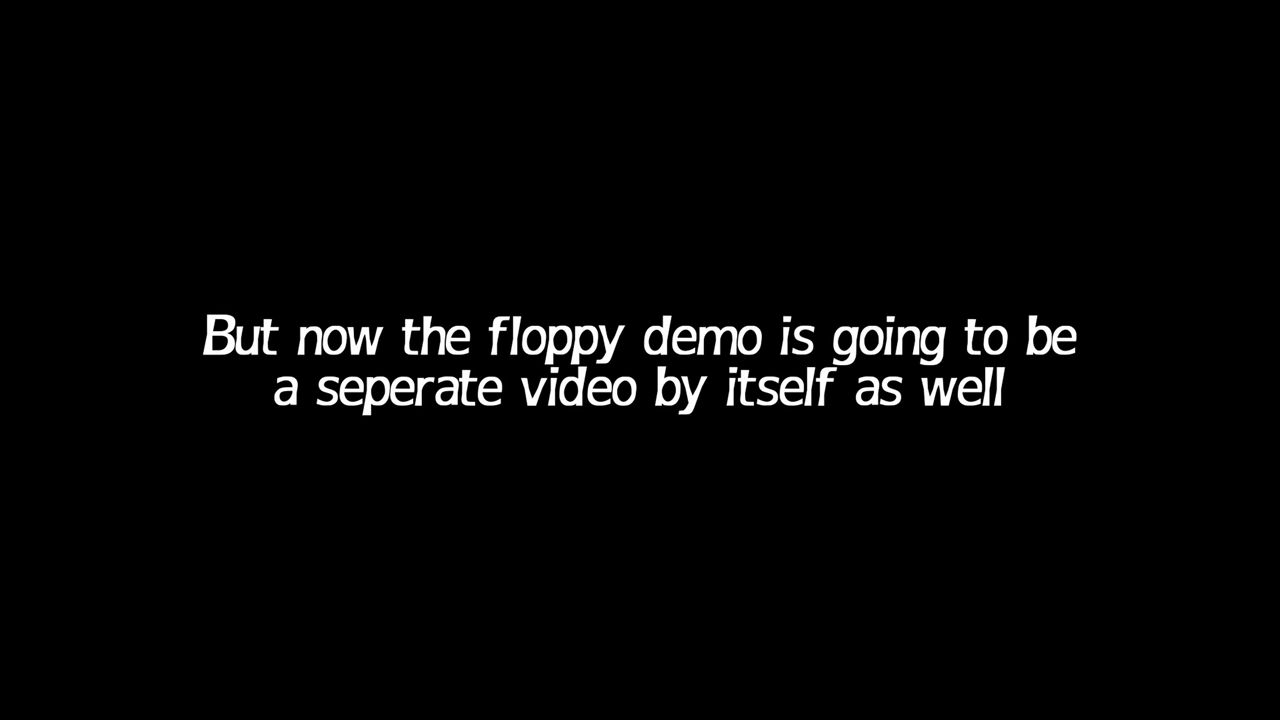 But now the floppy demo is going to be
a seperate video by itself as well